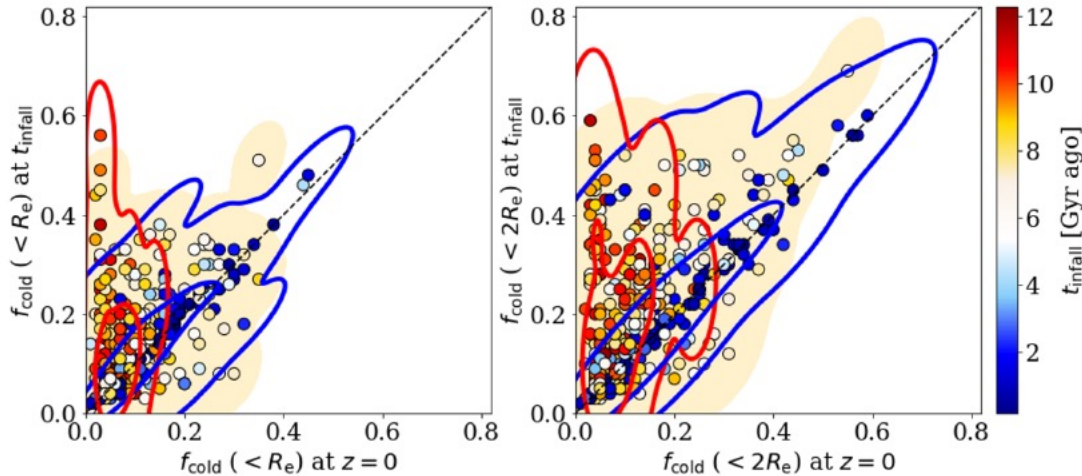 0.8
0.6
0.4
0.2
0.0
f_cold (< R_e) at t_infall
0.0 0.2 0.4 0.6 0.8
f_cold (< R_e) at z = 0
0.8
0.6
0.4
0.2
0.0
f_cold (< 2R_e) at t_infall
0.0 0.2 0.4 0.6 0.8
f_cold (< 2R_e) at z = 0
12
10
8
6
4
2
t_infall [Gyr ago]